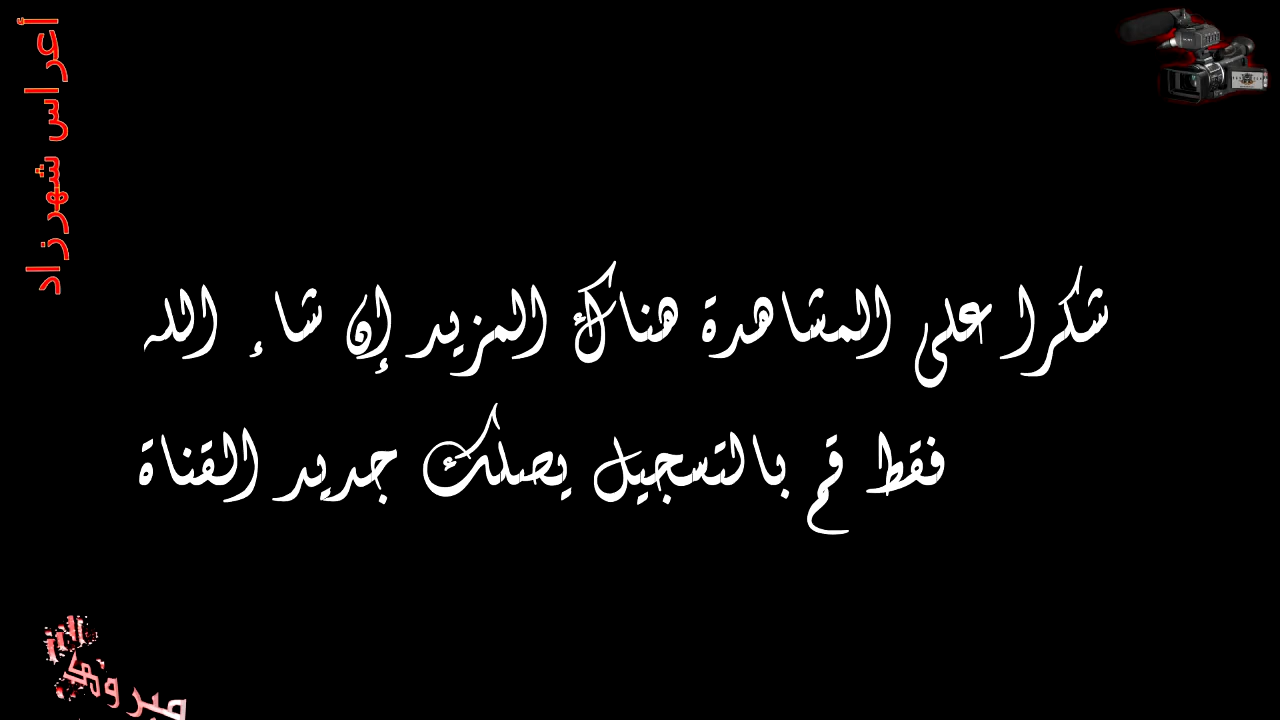 أعراس شهرزاد
شكرا على المشاهدة هناك المزيد إن شاء الله
فقط قم بالتسجيل يصلك جديد القناة